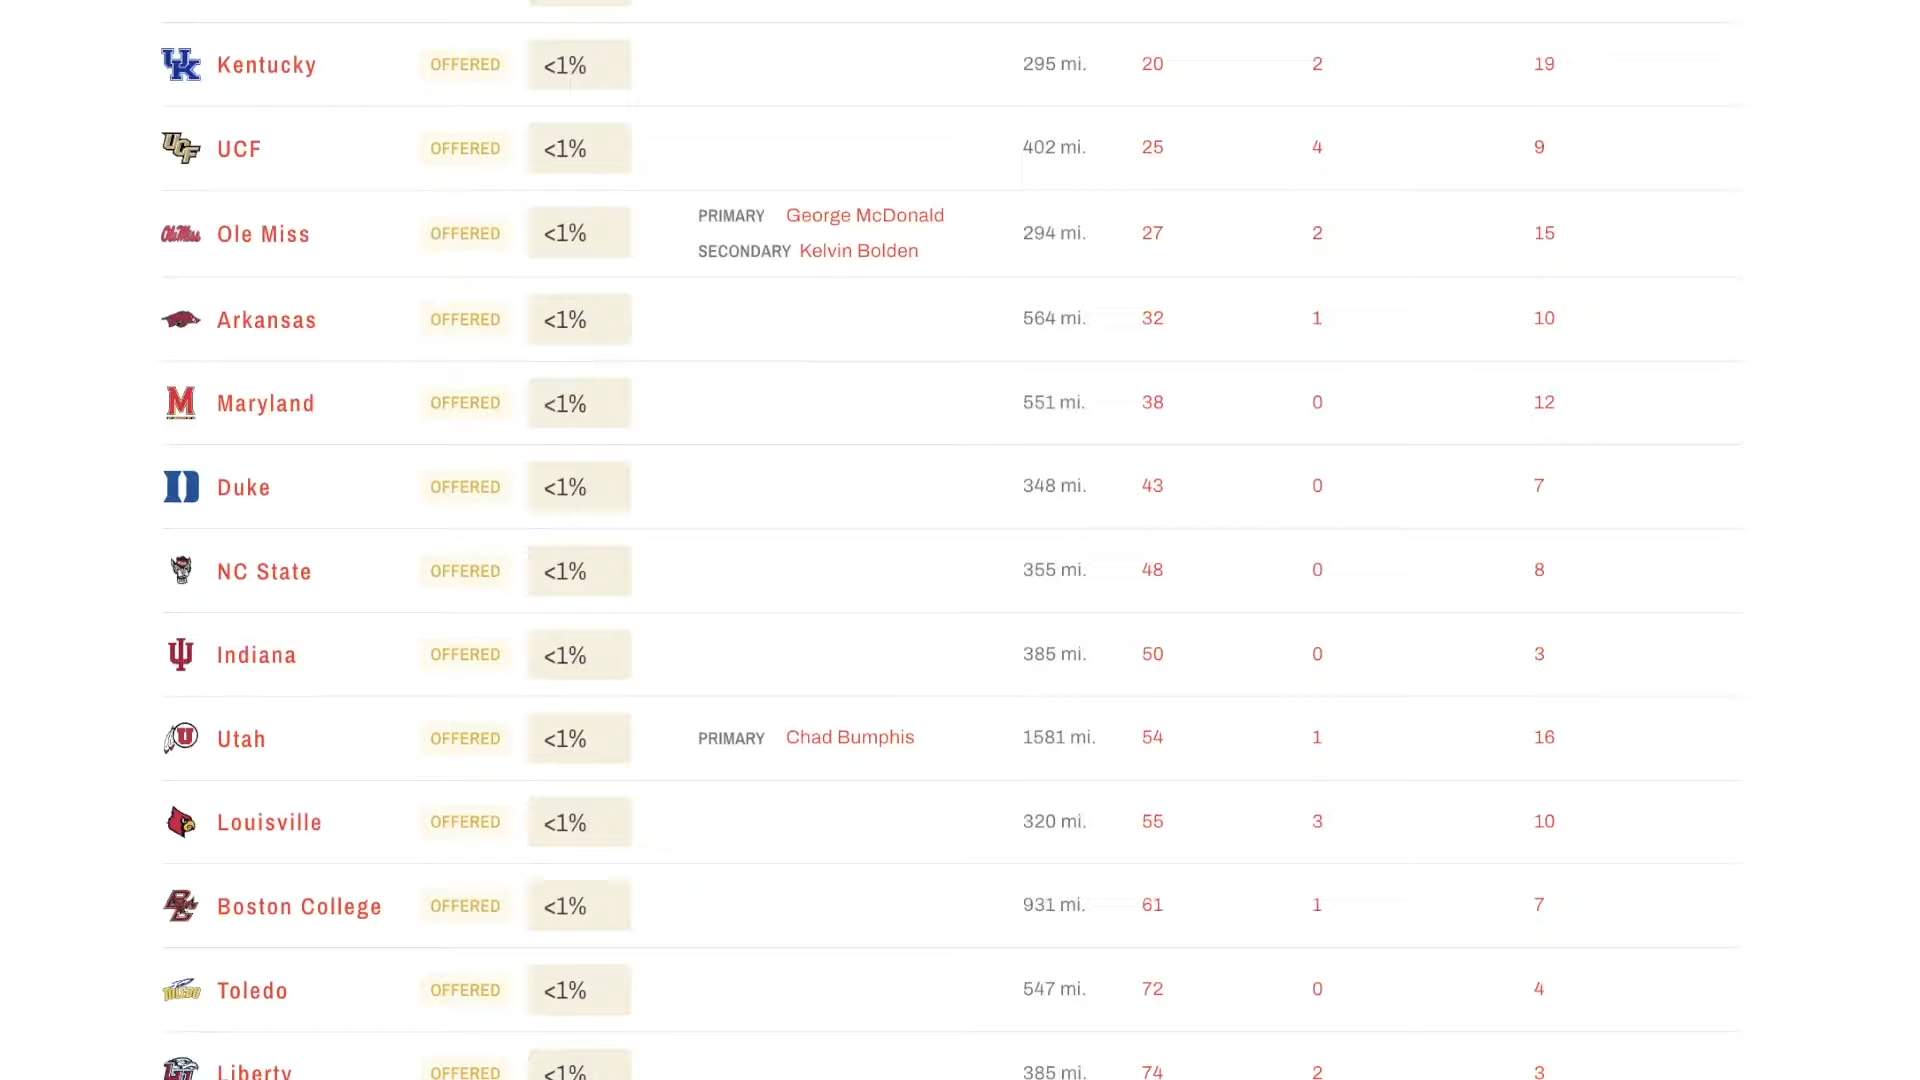 Kentucky OFFERED <1% 295 mi. 20 2 19
UCF OFFERED <1% 402 mi. 25 4 9
Ole Miss OFFERED <1% PRIMARY George McDonald 294 mi. 27 2 15
SECONDARY Kelvin Bolden
Arkansas OFFERED <1% 564 mi. 32 1 10
Maryland OFFERED <1% 551 mi. 38 0 12
Duke OFFERED <1% 348 mi. 43 0 7
NC State OFFERED <1% 355 mi. 48 0 8
Indiana OFFERED <1% 385 mi. 50 0 3
Utah OFFERED <1% PRIMARY Chad Bumphis 1581 mi. 54 1 16
Louisville OFFERED <1% 320 mi. 55 3 10
Boston College OFFERED <1% 931 mi. 61 1 7
Toledo OFFERED <1% 547 mi. 72 0 4
Liberty OFFERED <1% 385 mi. 74 2 3